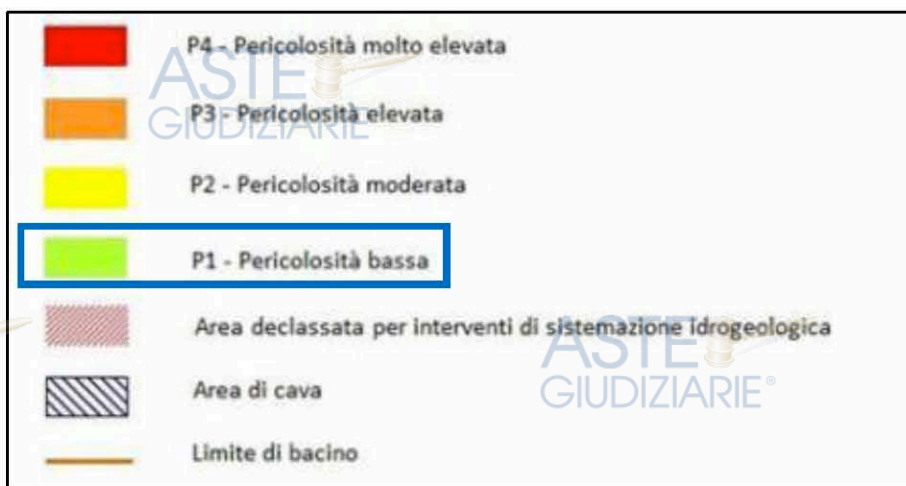 P4 - Pericolosità molto elevata
ASTE
GIUDIZIARIE
P3 - Pericolosità elevata
P2 - Pericolosità moderata
P1 - Pericolosità bassa
Area declassata per interventi di sistemazione idrogeologica
ASTE
GIUDIZIARIE®
Area di cava
Limite di bacino